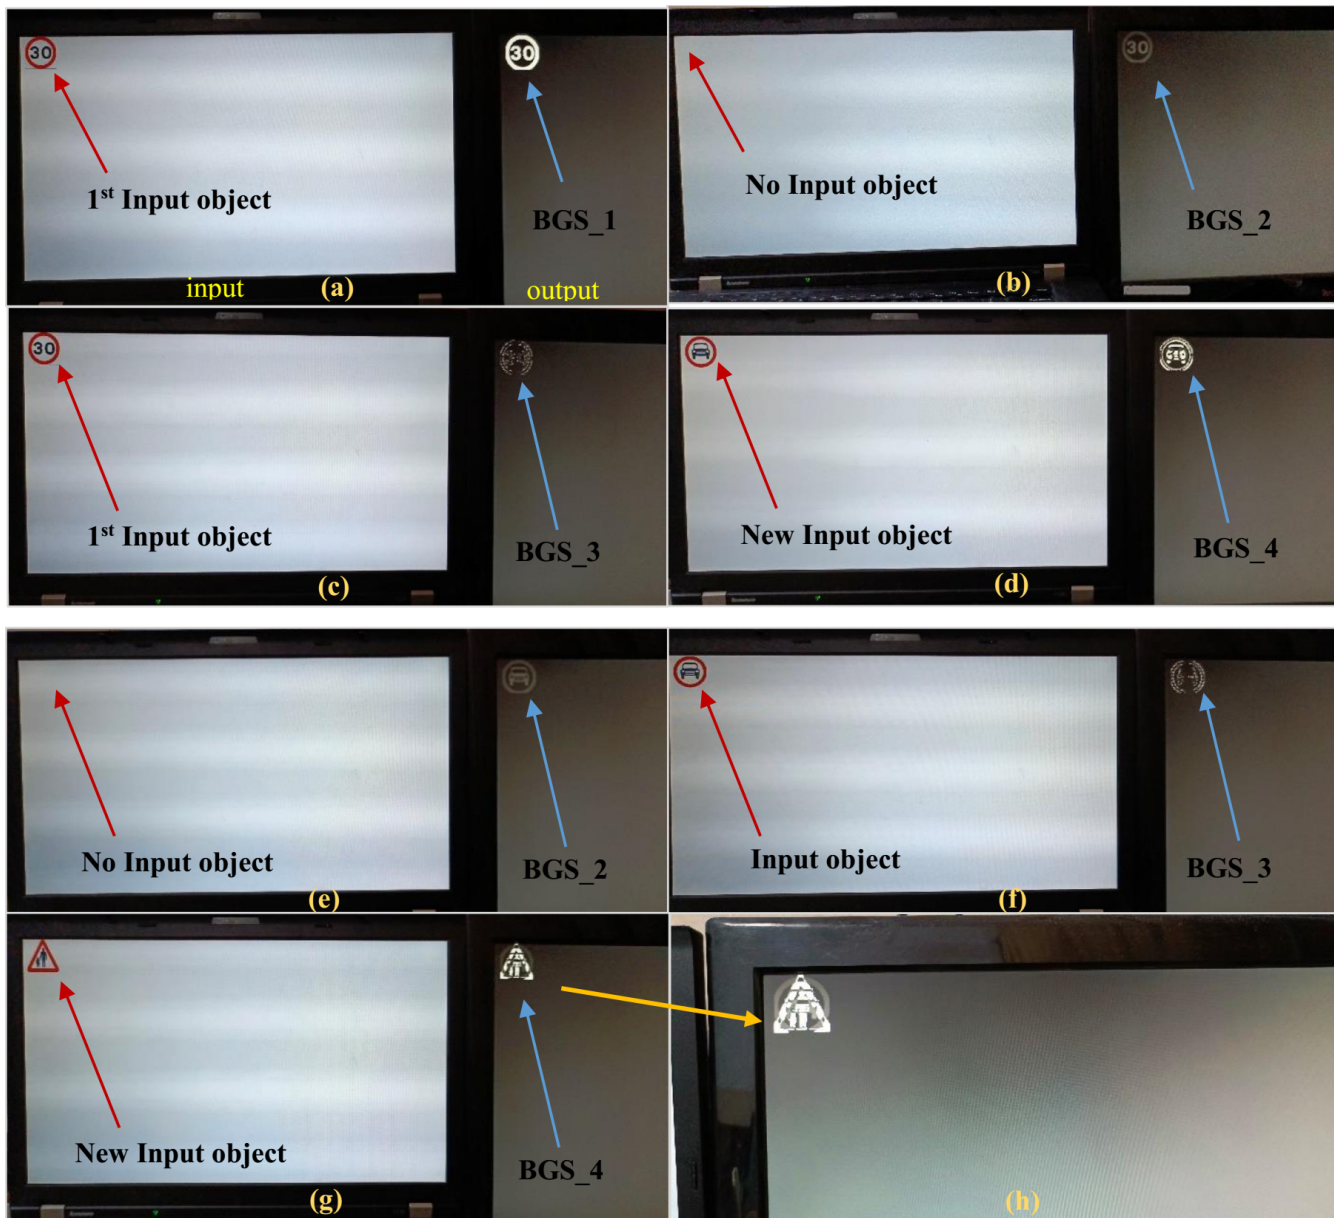 30
30
1st Input object
BGS_1
input
(a)
output
30
No Input object
BGS_2
(b)
30
1st Input object
BGS_3
(c)
New Input object
BGS_4
(d)
No Input object
BGS_2
(e)
Input object
BGS_3
(f)
New Input object
BGS_4
(g)
(h)